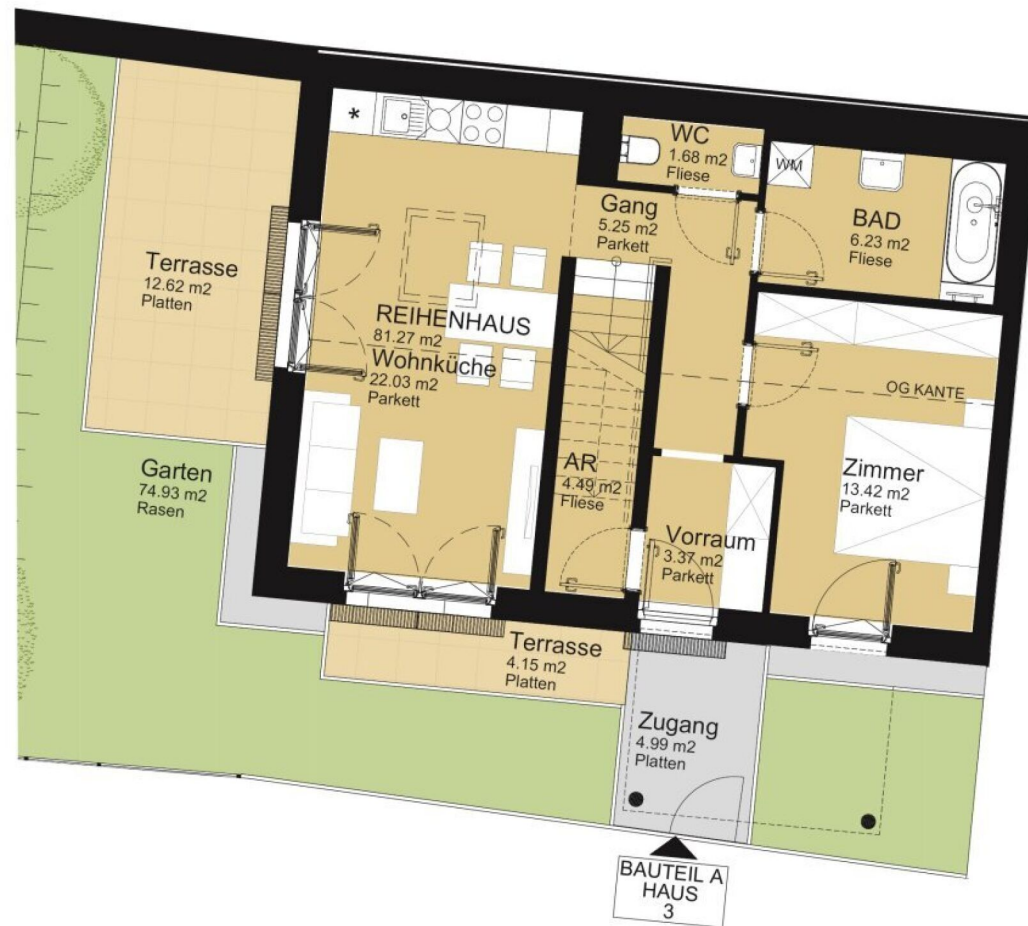 WC
1.68 m2
Fliese
WM
BAD
6.23 m2
Fliese
Gang
5.25 m2
Parkett
*
Terrasse
12.62 m2
Platten
REIHENHAUS
81.27 m2
Wohnküche
22.03 m2
Parkett
OG KANTE
Garten
74.93 m2
Rasen
AR
4.49 m2
Fliese
Zimmer
13.42 m2
Parkett
Vorraum
3.37 m2
Parkett
Terrasse
4.15 m2
Platten
Zugang
4.99 m2
Platten
BAUTEIL A
HAUS
3